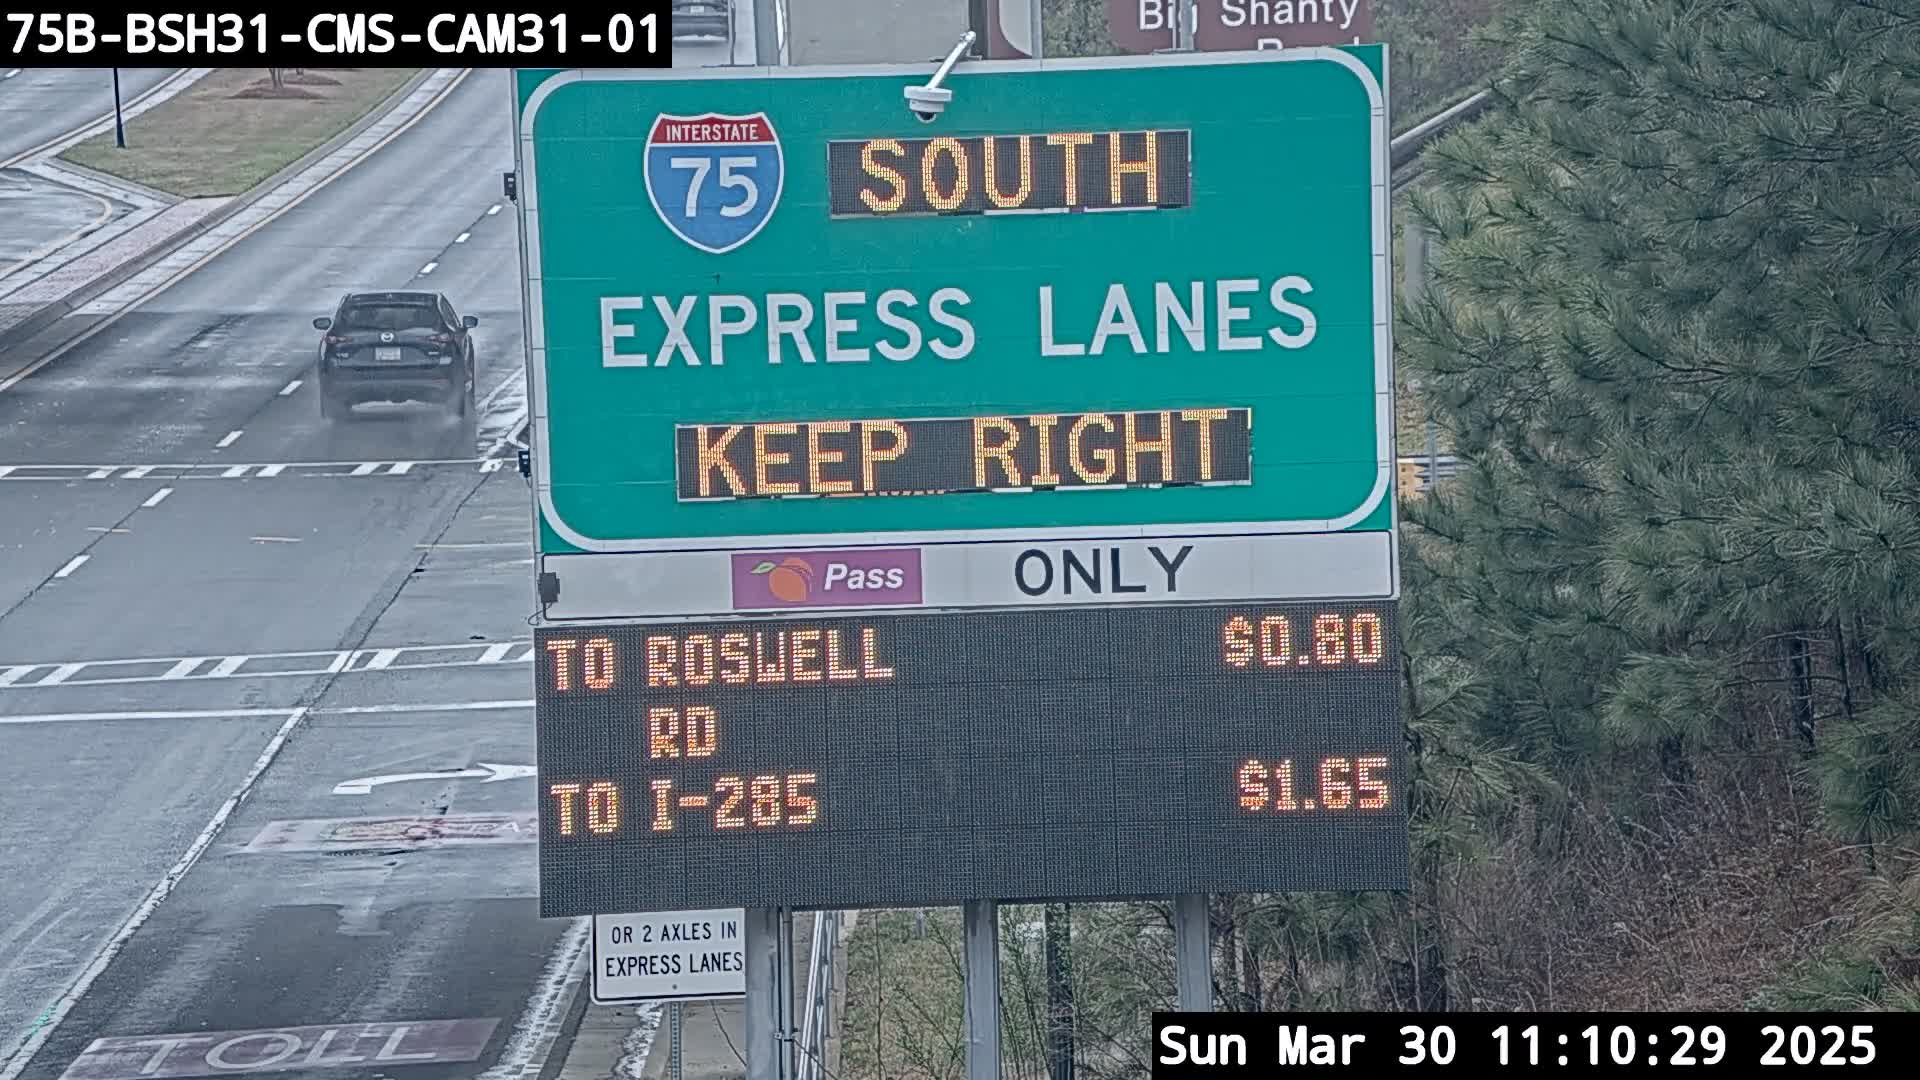 75B-BSH31-CMS-CAM31-01
Big Shanty
INTERSTATE
75
SOUTH
EXPRESS LANES
KEEP RIGHT
Pass ONLY
TO ROSWELL $0.80
RD
TO I-285 $1.65
OR 2 AXLES IN
EXPRESS LANES
TOLL
Sun Mar 30 11:10:29 2025